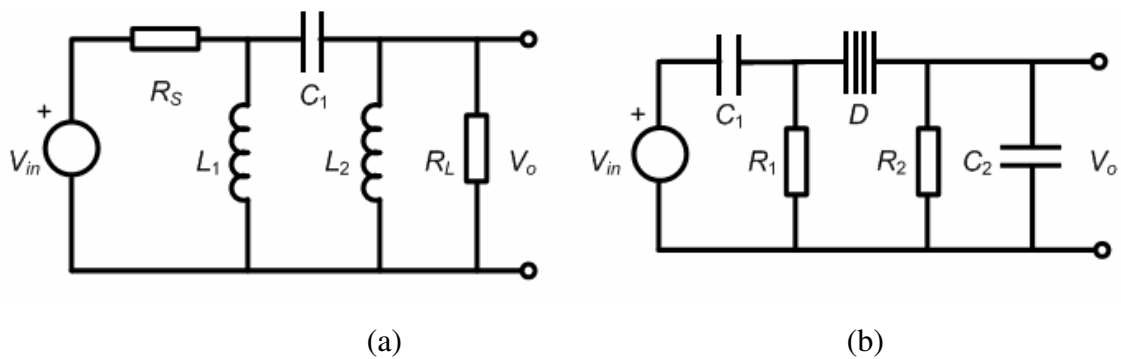 + R_S C_1
V_in L_1 L_2 R_L V_o
(a)
+ C_1 D
V_in R_1 R_2 C_2 V_o
(b)